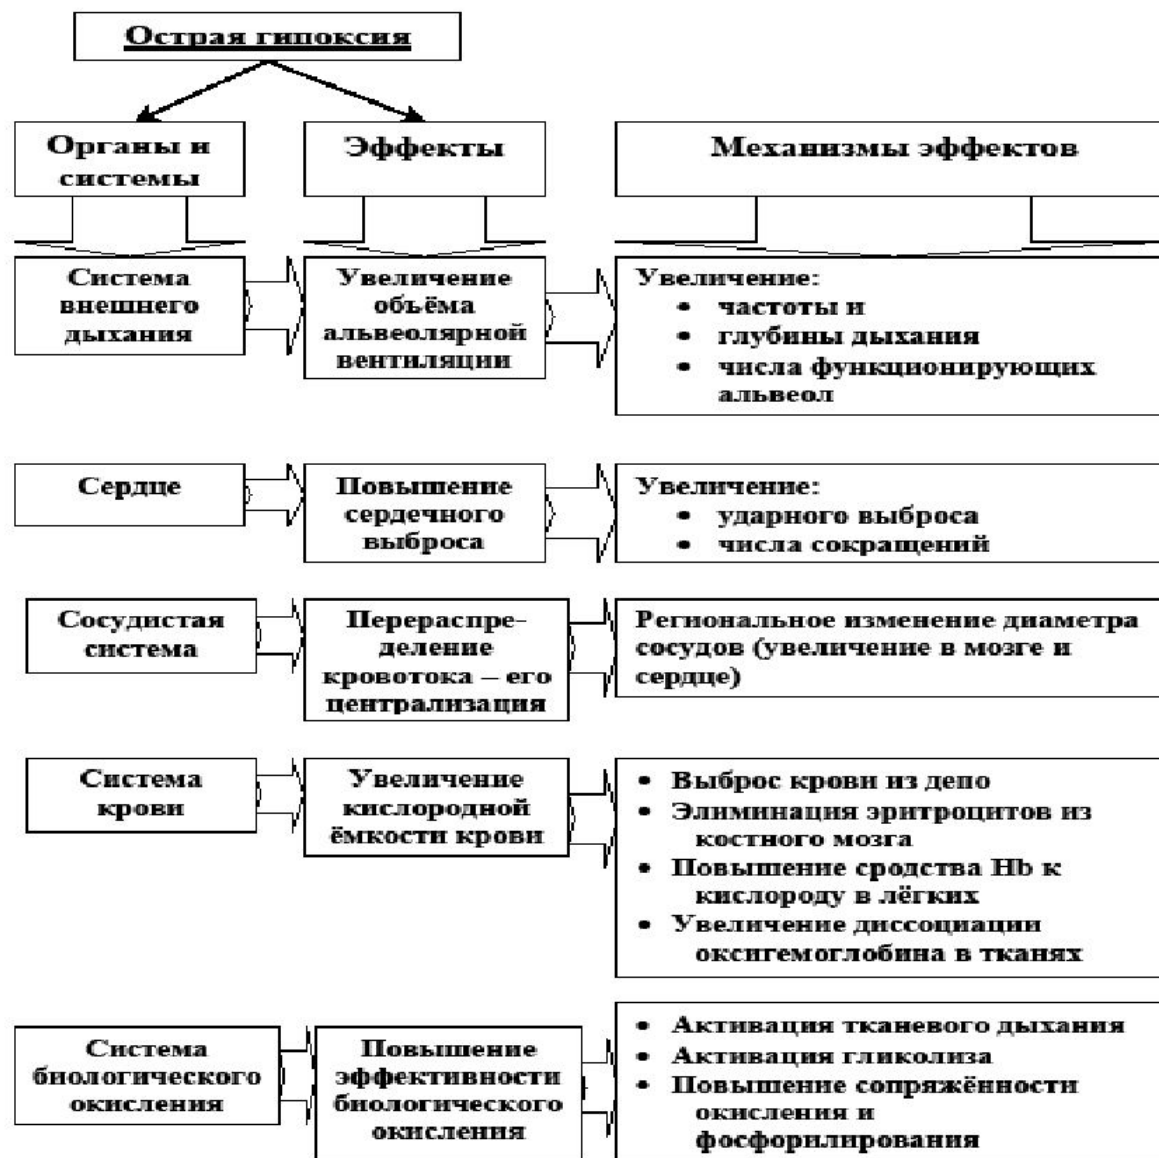 Острая гипоксия
Органы и
системы
Эффекты
Механизмы эффектов
Система
внешнего
дыхания
Увеличение
объёма
альвеолярной
вентиляции
Увеличение:
• частоты и
• глубины дыхания
• числа функционирующих
альвеол
Сердце
Повышение
сердечного
выброса
Увеличение:
• ударного выброса
• числа сокращений
Сосудистая
система
Перераспре-
деление
кровотока – его
централизация
Региональное изменение диаметра
сосудов (увеличение в мозге и
сердце)
Система
крови
Увеличение
кислородной
ёмкости крови
• Выброс крови из депо
• Элиминация эритроцитов из
костного мозга
• Повышение сродства Hb к
кислороду в лёгких
• Увеличение диссоциации
оксигемоглобина в тканях
Система
биологического
окисления
Повышение
эффективности
биологического
окисления
• Активация тканевого дыхания
• Активация гликолиза
• Повышение сопряжённости
окисления и
фосфорилирования